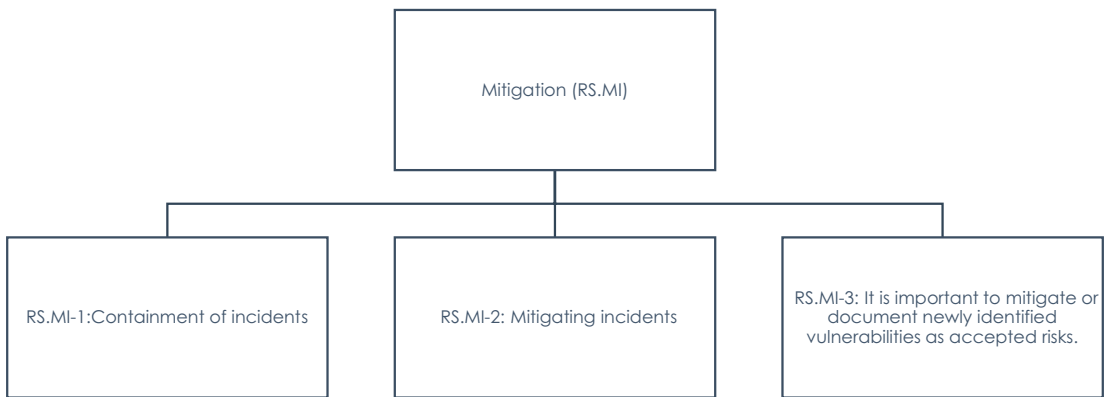 Mitigation (RS.MI)
RS.MI-1:Containment of incidents
RS.MI-2: Mitigating incidents
RS.MI-3: It is important to mitigate or
document newly identified
vulnerabilities as accepted risks.